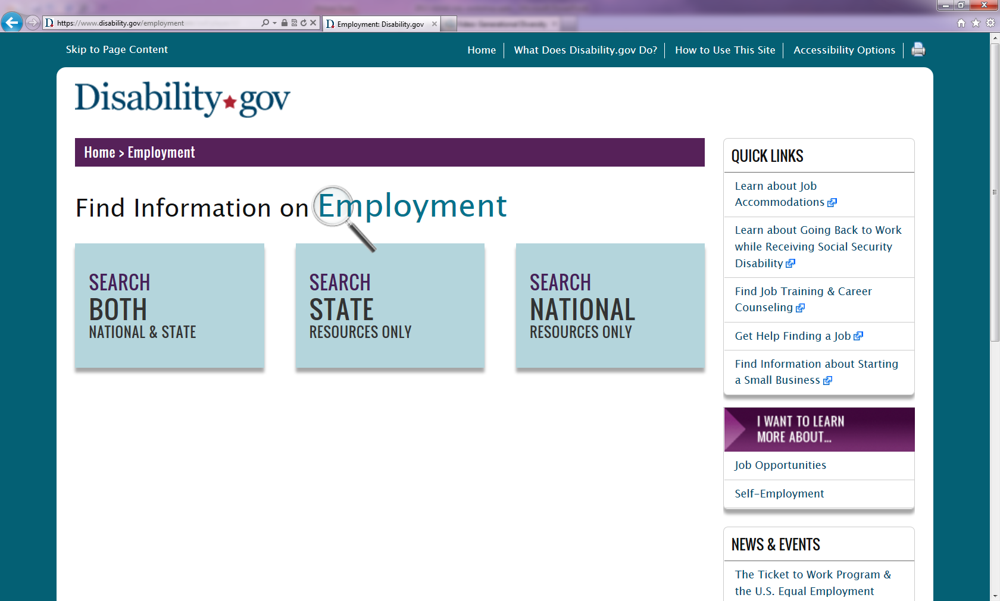 https://www.disability.gov/employment
Employment: Disability.gov
Skip to Page Content
Home
What Does Disability.gov Do?
How to Use This Site
Accessibility Options
Disability gov
Home > Employment
Find Information on Employment
SEARCH
BOTH
NATIONAL & STATE
SEARCH
STATE
RESOURCES ONLY
SEARCH
NATIONAL
RESOURCES ONLY
QUICK LINKS
Learn about Job
Accommodations
Learn about Going Back to Work
while Receiving Social Security
Disability
Find Job Training & Career
Counseling
Get Help Finding a Job
Find Information about Starting
a Small Business
I WANT TO LEARN
MORE ABOUT...
Job Opportunities
Self-Employment
NEWS & EVENTS
The Ticket to Work Program &
the U.S. Equal Employment